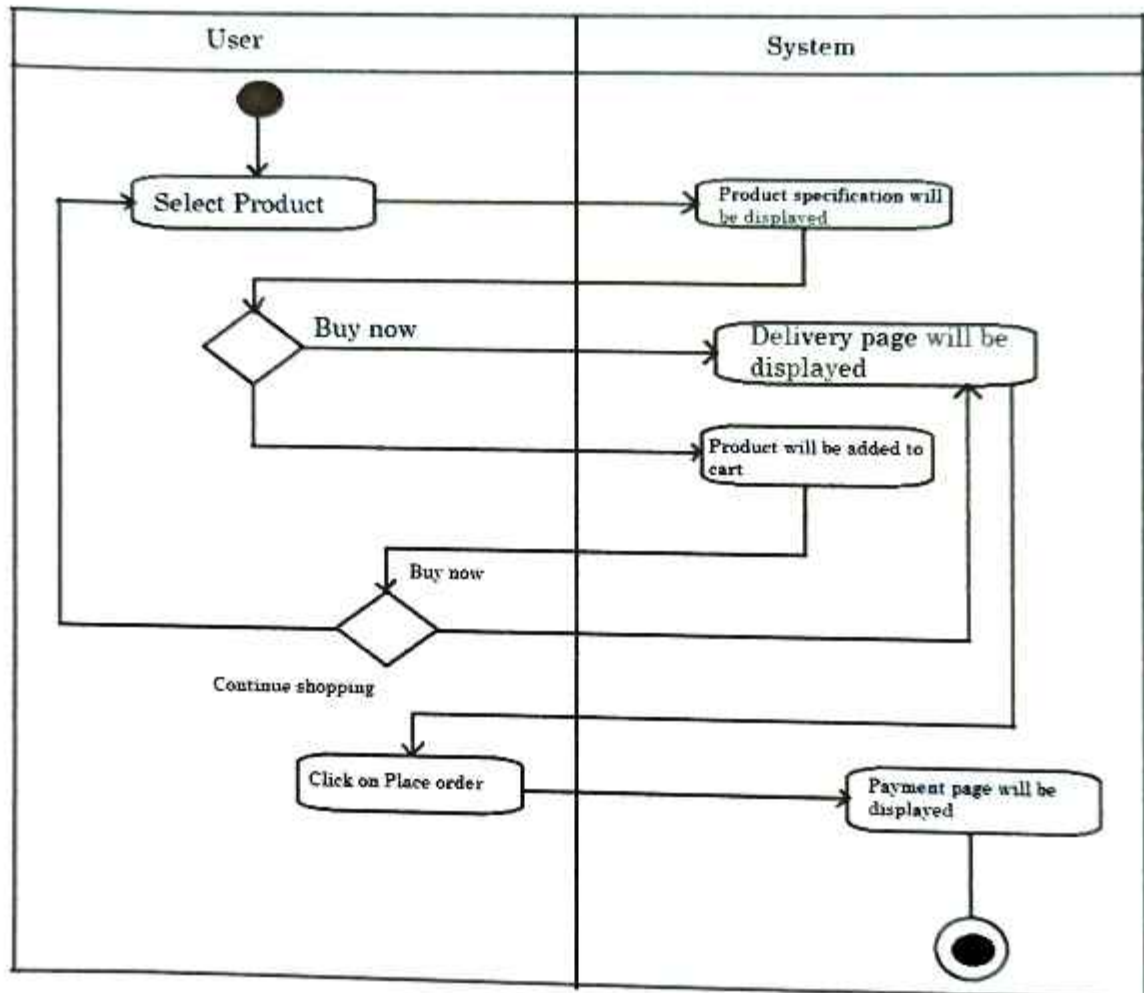 User
System
Select Product
Product specification will
be displayed
Buy now
Delivery page will be
displayed
Product will be added to
cart
Buy now
Continue shopping
Click on Place order
Payment page will be
displayed